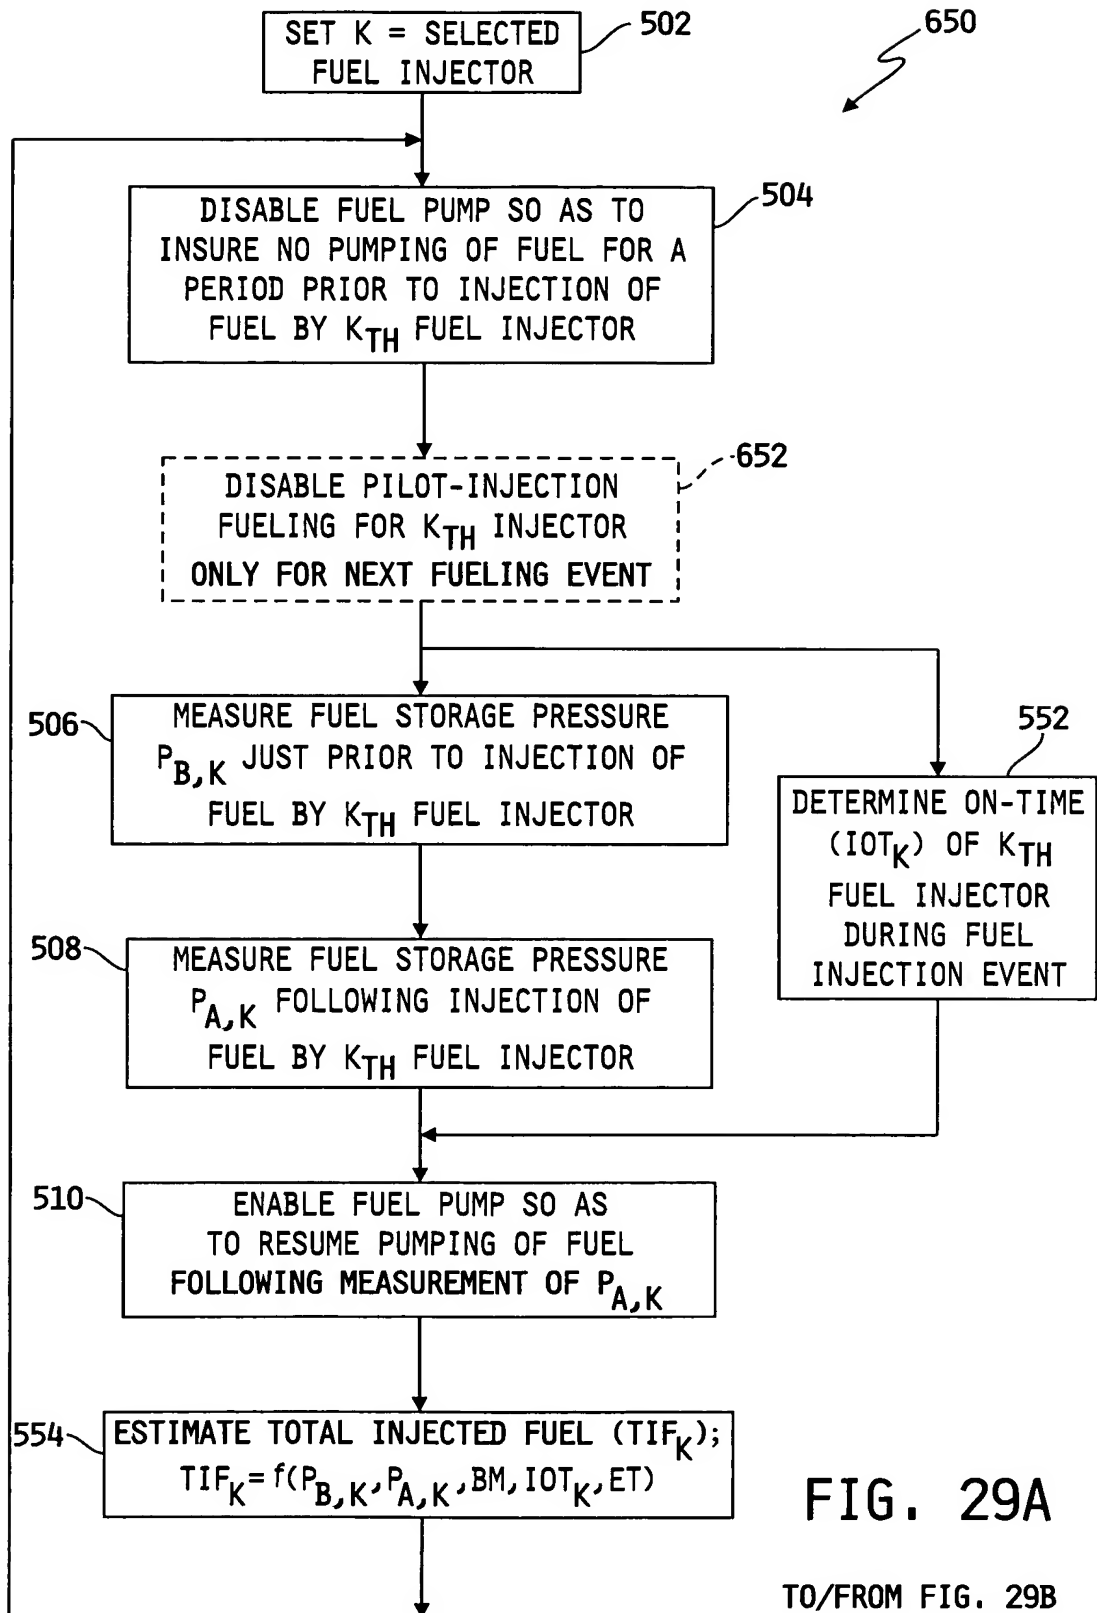 SET K = SELECTED
FUEL INJECTOR
502
650
DISABLE FUEL PUMP SO AS TO
INSURE NO PUMPING OF FUEL FOR A
PERIOD PRIOR TO INJECTION OF
FUEL BY KTH FUEL INJECTOR
504
DISABLE PILOT-INJECTION
FUELING FOR KTH INJECTOR
ONLY FOR NEXT FUELING EVENT
652
506
MEASURE FUEL STORAGE PRESSURE
PB,K JUST PRIOR TO INJECTION OF
FUEL BY KTH FUEL INJECTOR
552
DETERMINE ON-TIME
(IOTK) OF KTH
FUEL INJECTOR
DURING FUEL
INJECTION EVENT
508
MEASURE FUEL STORAGE PRESSURE
PA,K FOLLOWING INJECTION OF
FUEL BY KTH FUEL INJECTOR
510
ENABLE FUEL PUMP SO AS
TO RESUME PUMPING OF FUEL
FOLLOWING MEASUREMENT OF PA,K
554
ESTIMATE TOTAL INJECTED FUEL (TIFK);
TIFK=f(PB,K,PA,K,BM,IOTK,ET)
FIG. 29A
TO/FROM FIG. 29B